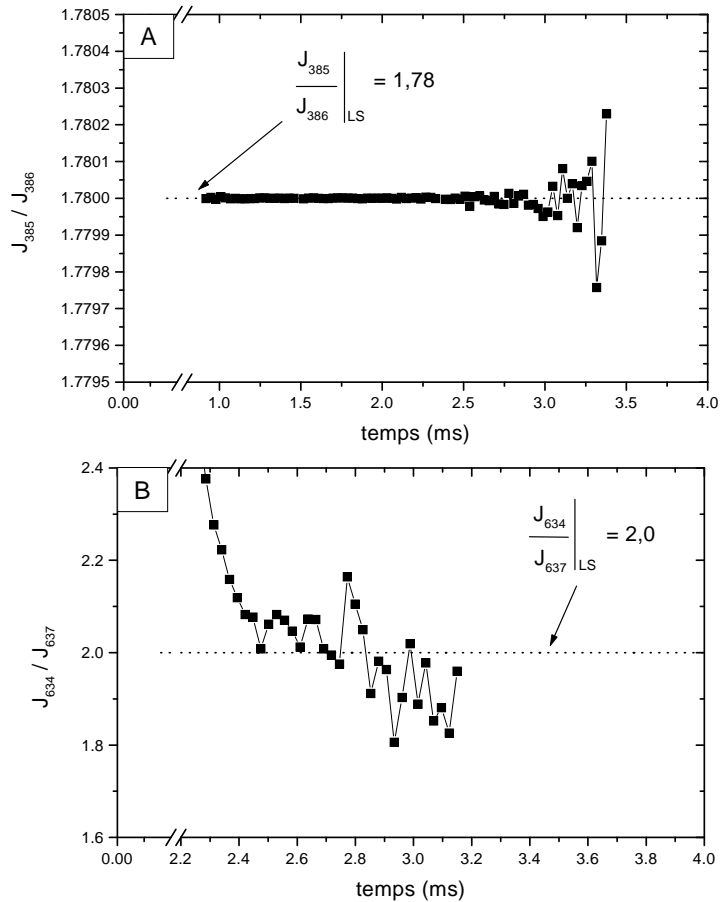 A
1.7805
1.7804
1.7803
1.7802
1.7801
1.7800
1.7799
1.7798
1.7797
1.7796
1.7795
J385 / J386
J385
J386 |LS = 1,78
0.00 1.0 1.5 2.0 2.5 3.0 3.5 4.0
temps (ms)
B
2.4
2.2
2.0
1.8
1.6
J634 / J637
J634
J637 |LS = 2,0
0.00 2.2 2.4 2.6 2.8 3.0 3.2 3.4 3.6 3.8 4.0
temps (ms)